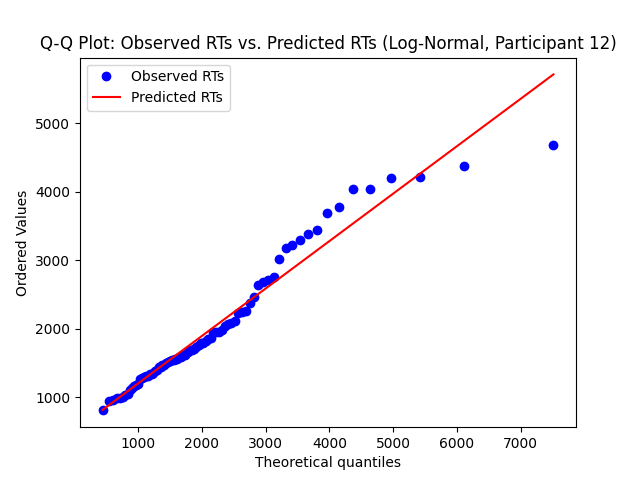 Q-Q Plot: Observed RTs vs. Predicted RTs (Log-Normal, Participant 12)
Observed RTs
Predicted RTs
Ordered Values
5000
4000
3000
2000
1000
1000 2000 3000 4000 5000 6000 7000
Theoretical quantiles